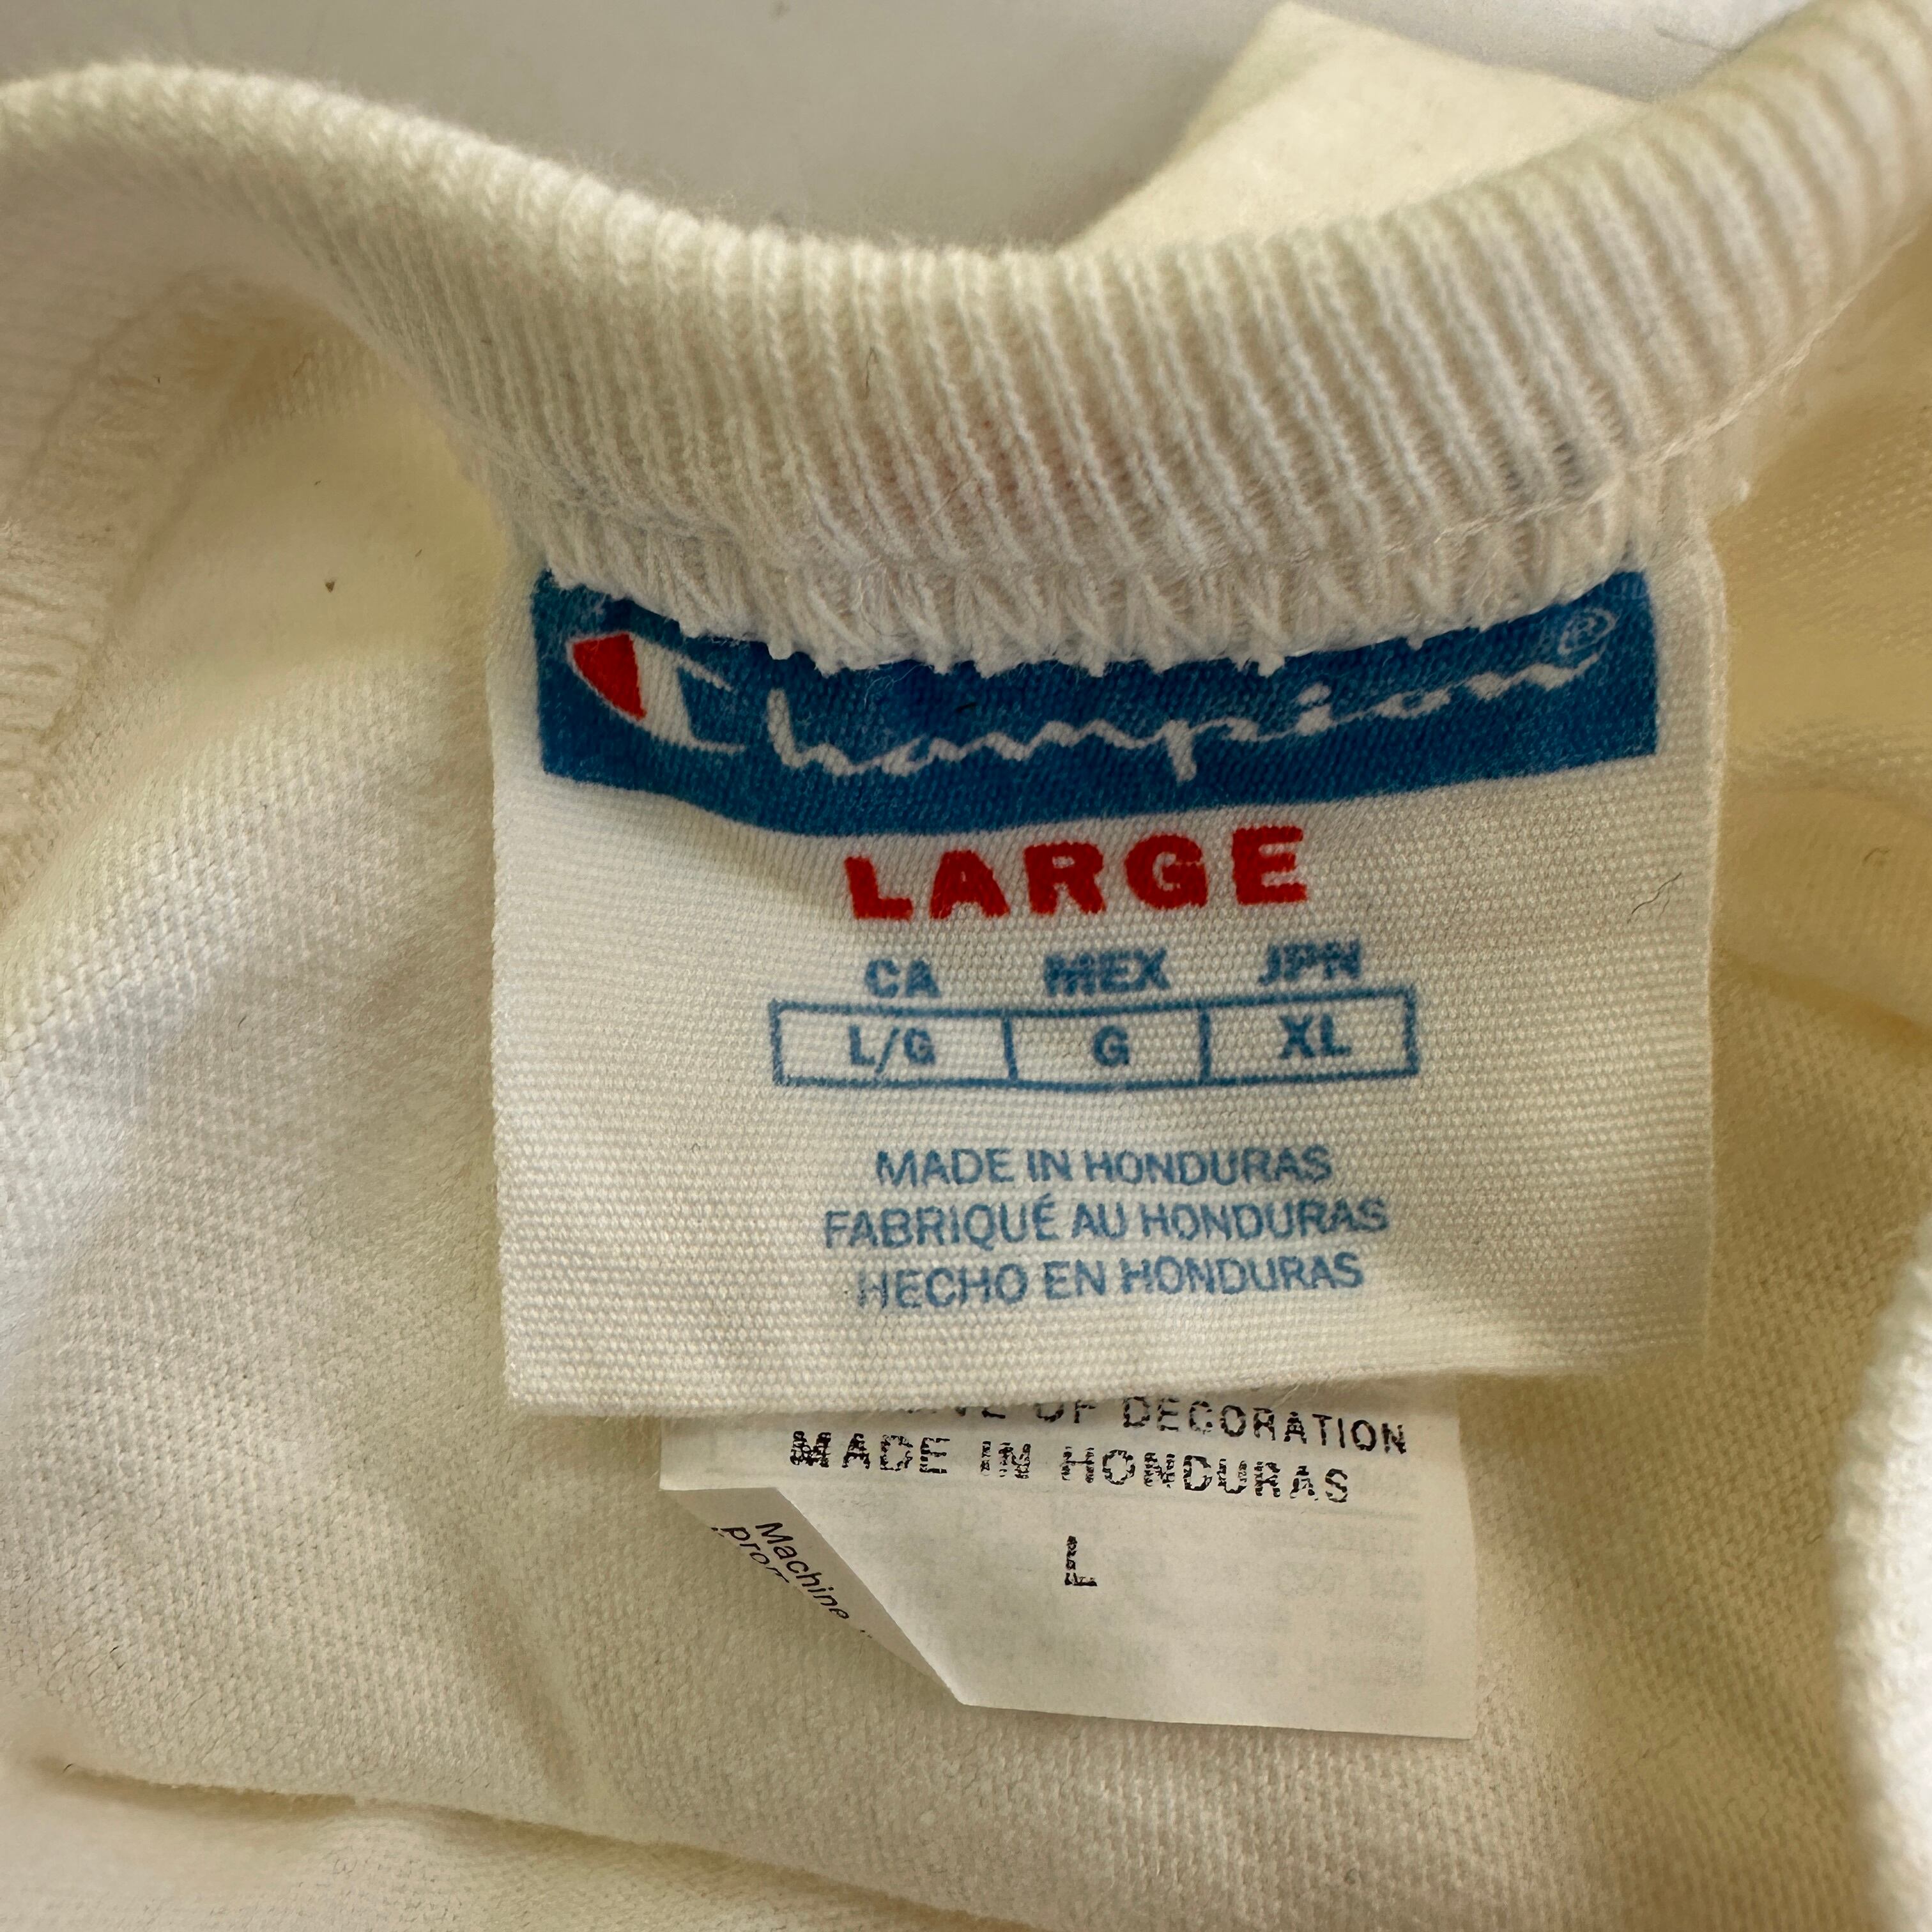 Champion®
LARGE
CA MEX JPN
L/G G XL
MADE IN HONDURAS
FABRIQUÉ AU HONDURAS
HECHO EN HONDURAS
OF DECORATION
MADE IN HONDURAS
L
Machine